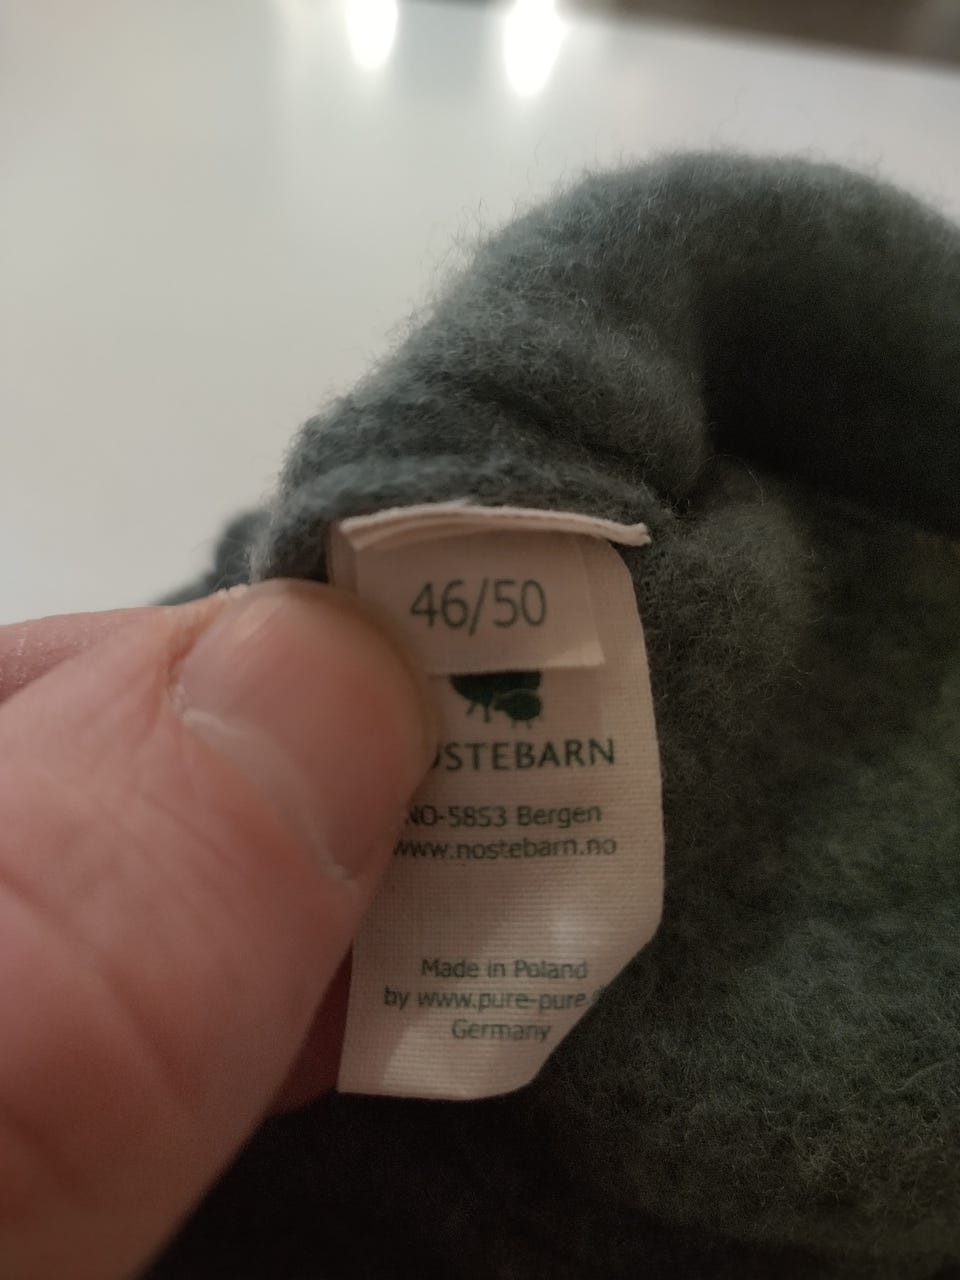 46/50
OSTEBARN
NO-5853 Bergen
www.nostebarn.no
Made in Poland
by www.pure-pure.
Germany